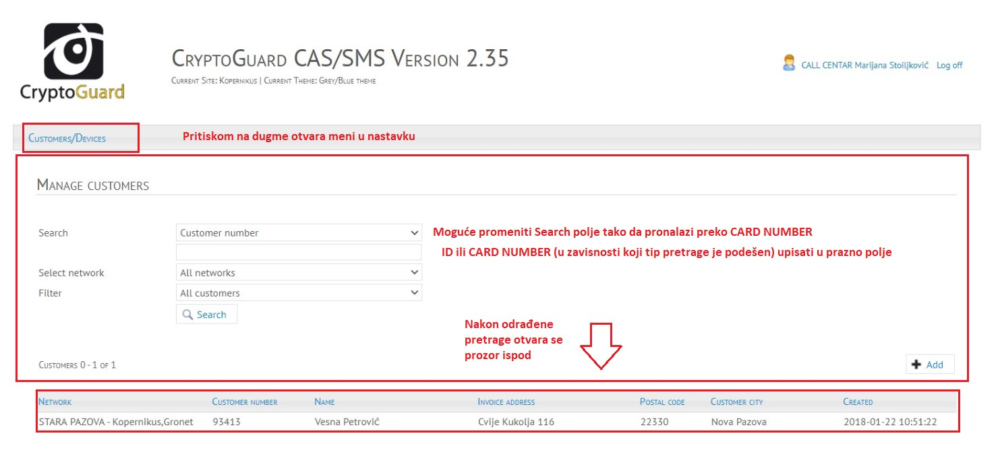 CryptoGuard
CryptoGuard CAS/SMS Version 2.35
Current Site: Kopernikus | Current Theme: Grey/Blue theme
CALL CENTAR Marijana Stoiljković Log off
Customers/Devices
Pritiskom na dugme otvara meni u nastavku
Manage customers
Search
Customer number
Moguće promeniti Search polje tako da pronalazi preko CARD NUMBER
ID ili CARD NUMBER (u zavisnosti koji tip pretrage je podešen) upisati u prazno polje
Select network
All networks
Filter
All customers
Search
Nakon odrađene
pretrage otvara se
prozor ispod
Customers 0 - 1 of 1
Add
Network Customer number Name Invoice address Postal code Customer city Created
STARA PAZOVA - Kopernikus,Gronet 93413 Vesna Petrović Cvije Kukolja 116 22330 Nova Pazova 2018-01-22 10:51:22